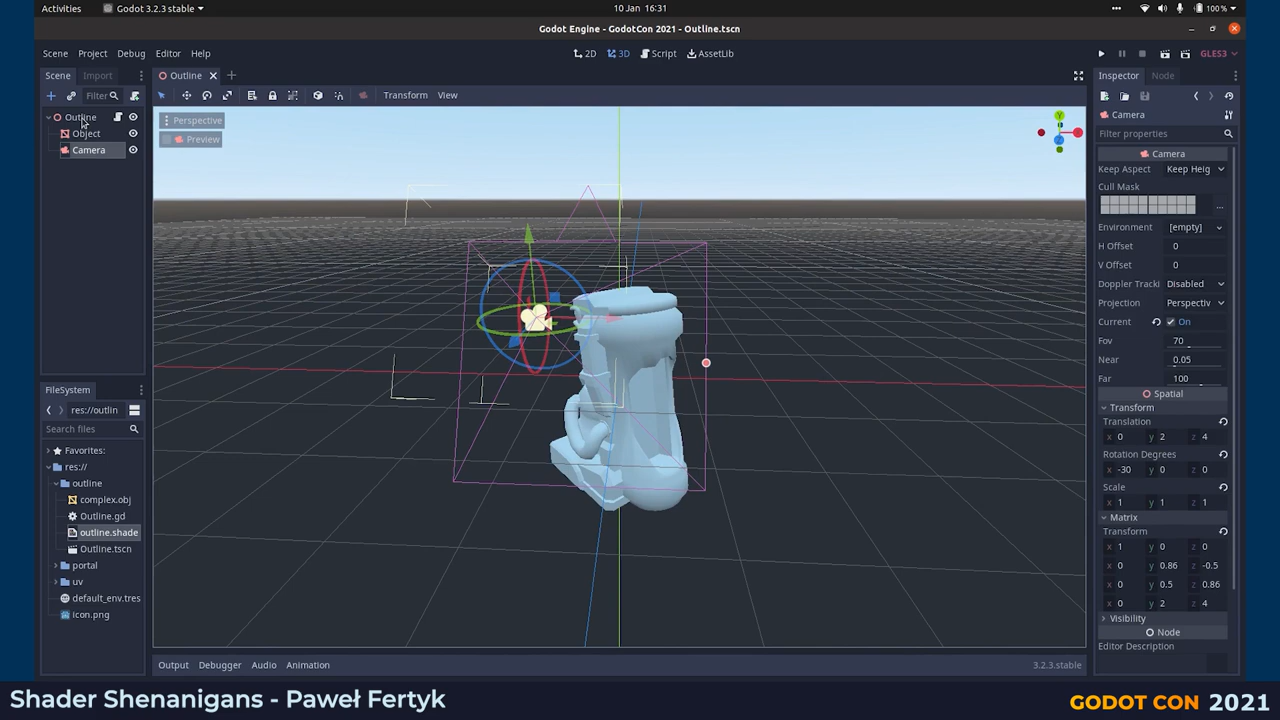 Activities
Godot 3.2.3 stable
10 Jan 16:31
100 %
Godot Engine - GodotCon 2021 - Outline.tscn
Scene Project Debug Editor Help
2D 3D Script AssetLib
GLES3
Scene Import
Outline
Inspector Node
Filter
Transform View
Outline
Perspective
Camera
Object
Preview
Filter properties
Camera
Y
Z
Camera
Keep Aspect Keep Heig
Cull Mask
Environment [empty]
H Offset 0
V Offset 0
Doppler Tracki Disabled
Projection Perspectiv
Current On
Fov 70
Near 0.05
Far 100
Spatial
Transform
Translation
x 0 y 2 z 4
Rotation Degrees
x -30 y 0 z 0
Scale
x 1 y 1 z 1
Matrix
Transform
x 1 y 0 z 0
x 0 y 0.86 z -0.5
x 0 y 0.5 z 0.86
x 0 y 2 z 4
Visibility
Node
Editor Description
FileSystem
res://outlin
Search files
Favorites:
res://
outline
complex.obj
Outline.gd
outline.shade
Outline.tscn
portal
uv
default_env.tres
icon.png
Output Debugger Audio Animation
3.2.3.stable
Shader Shenanigans - Paweł Fertyk
GODOT CON 2021